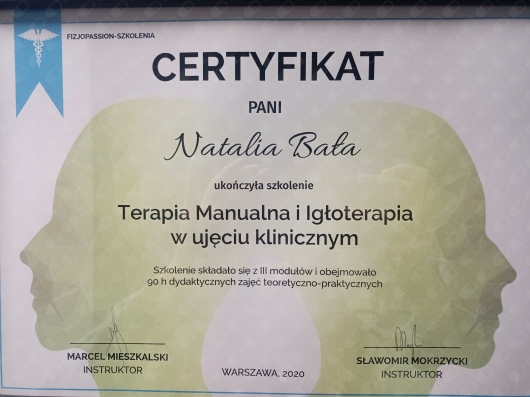 FIZJOPASSION-SZKOLENIA
CERTYFIKAT
PANI
Natalia Bała
ukończyła szkolenie
Terapia Manualna i Igłoterapia
w ujęciu klinicznym
Szkolenie składało się z III modułów i obejmowało
90 h dydaktycznych zajęć teoretyczno-praktycznych
MARCEL MIESZKALSKI
INSTRUKTOR
WARSZAWA, 2020
SŁAWOMIR MOKRZYCKI
INSTRUKTOR